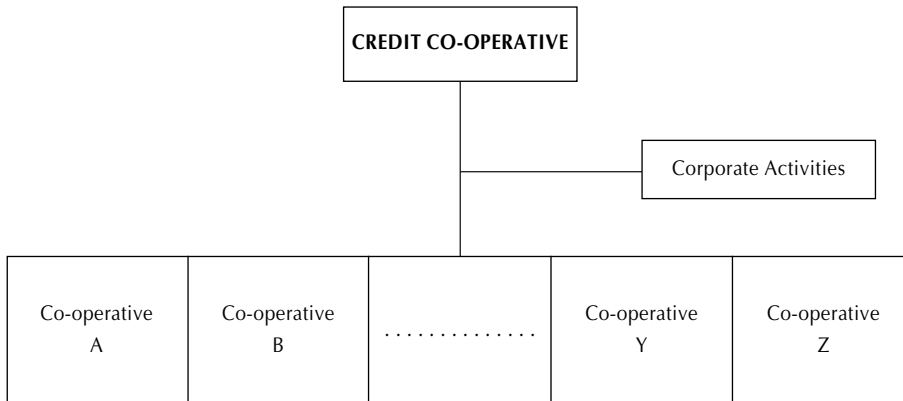 CREDIT CO-OPERATIVE
Corporate Activities
Co-operative
A
Co-operative
B
. . . . . . . . . . . . . .
Co-operative
Y
Co-operative
Z